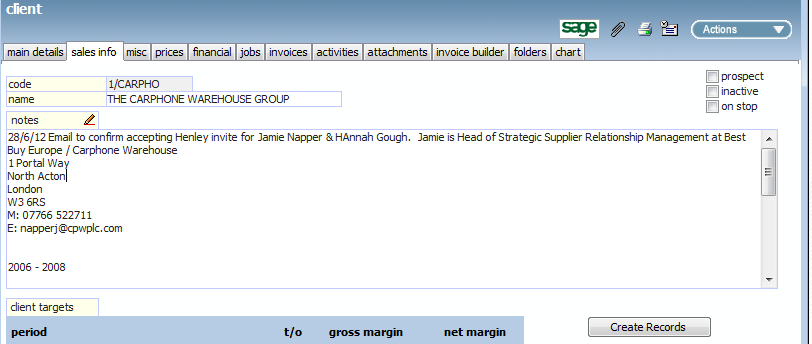 client
sage
Actions
main details sales info misc prices financial jobs invoices activities attachments invoice builder folders chart
code 1/CARPHO
name THE CARPHONE WAREHOUSE GROUP
prospect
inactive
on stop
notes
28/6/12 Email to confirm accepting Henley invite for Jamie Napper & HAnnah Gough. Jamie is Head of Strategic Supplier Relationship Management at Best
Buy Europe / Carphone Warehouse
1 Portal Way
North Acton
London
W3 6RS
M: 07766 522711
E: napperj@cpwplc.com
2006 - 2008
client targets
period t/o gross margin net margin
Create Records